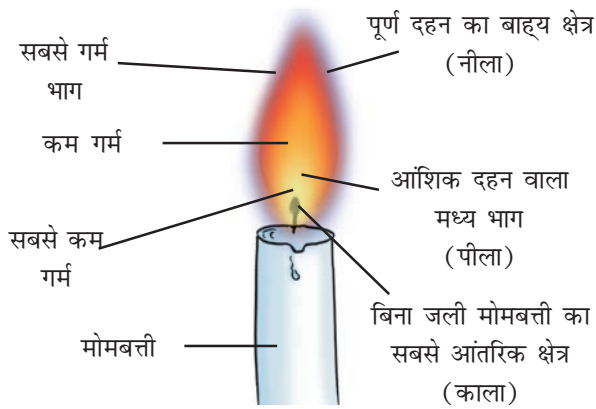 सबसे गर्म
भाग
कम गर्म
सबसे कम
गर्म
मोमबत्ती
पूर्ण दहन का बाह्य क्षेत्र
(नीला)
आंशिक दहन वाला
मध्य भाग
(पीला)
बिना जली मोमबत्ती का
सबसे आंतरिक क्षेत्र
(काला)